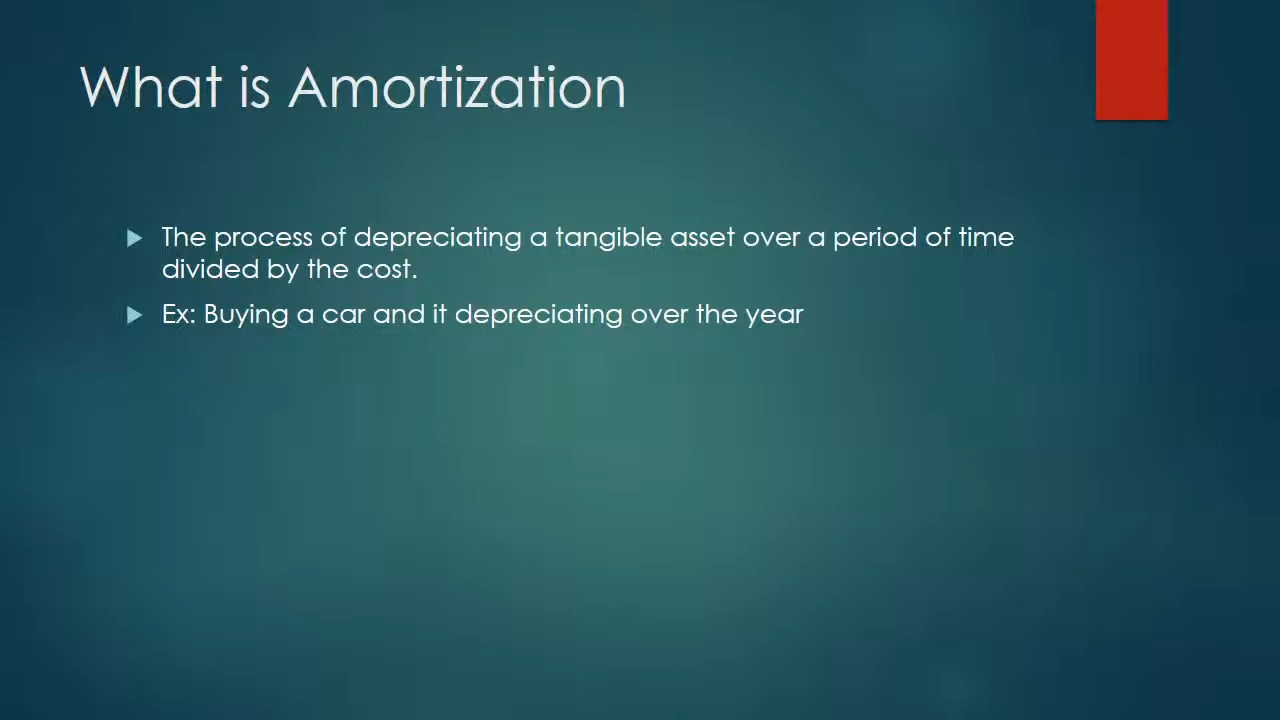 What is Amortization
The process of depreciating a tangible asset over a period of time
divided by the cost.
Ex: Buying a car and it depreciating over the year